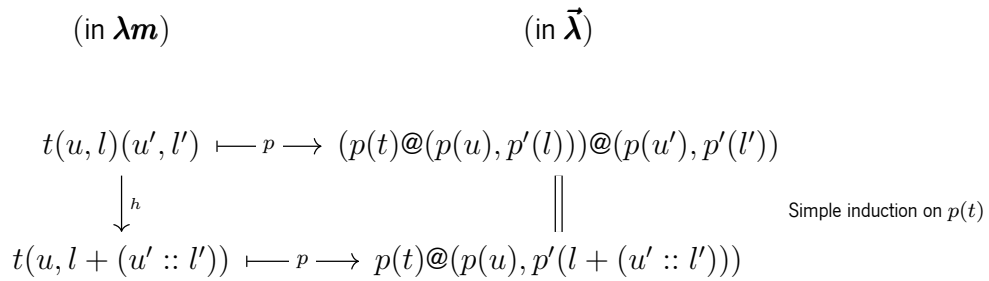 (in λm) (in λ⃗)
t(u, l)(u′, l′) ⟼ p ⟶ (p(t)@(p(u), p′(l)))@(p(u′), p′(l′))
h Simple induction on p(t)
t(u, l + (u′ :: l′)) ⟼ p ⟶ p(t)@(p(u), p′(l + (u′ :: l′)))